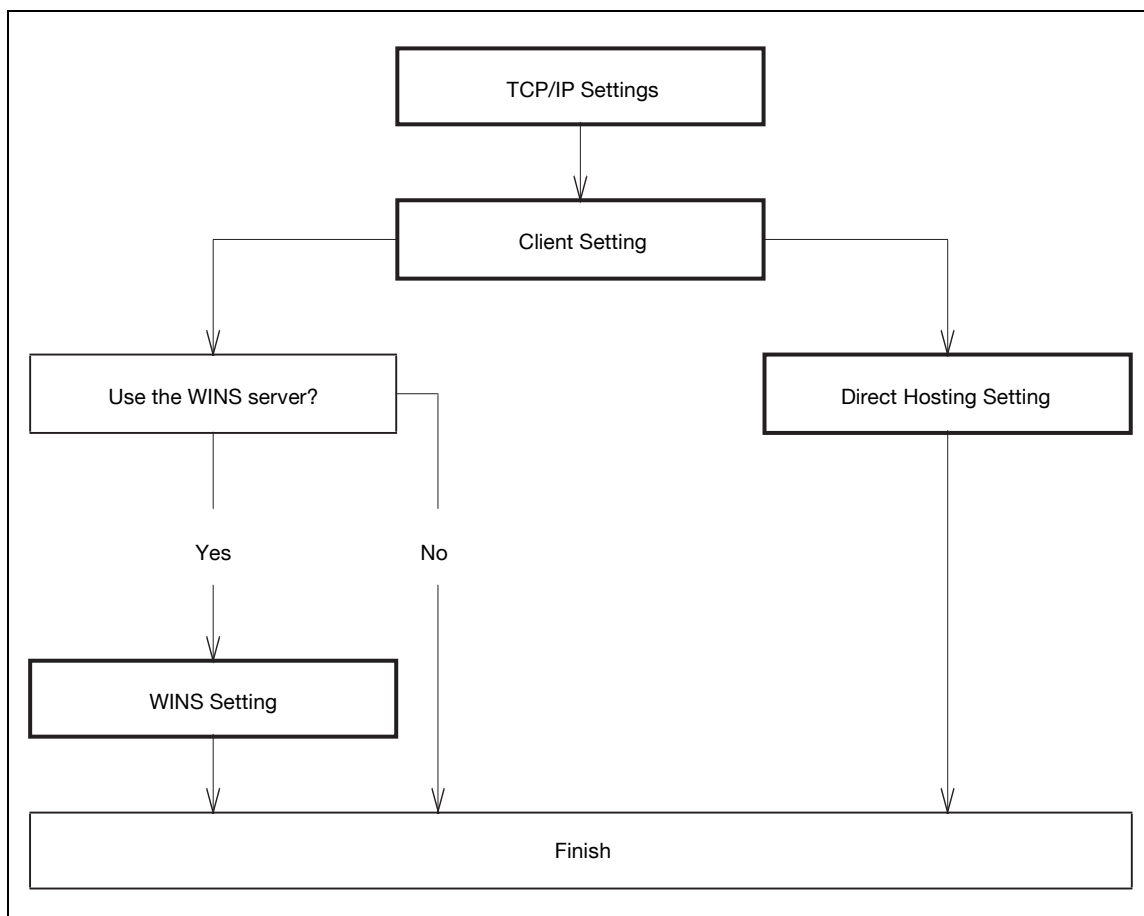 TCP/IP Settings
Client Setting
Use the WINS server?
Direct Hosting Setting
Yes
No
WINS Setting
Finish